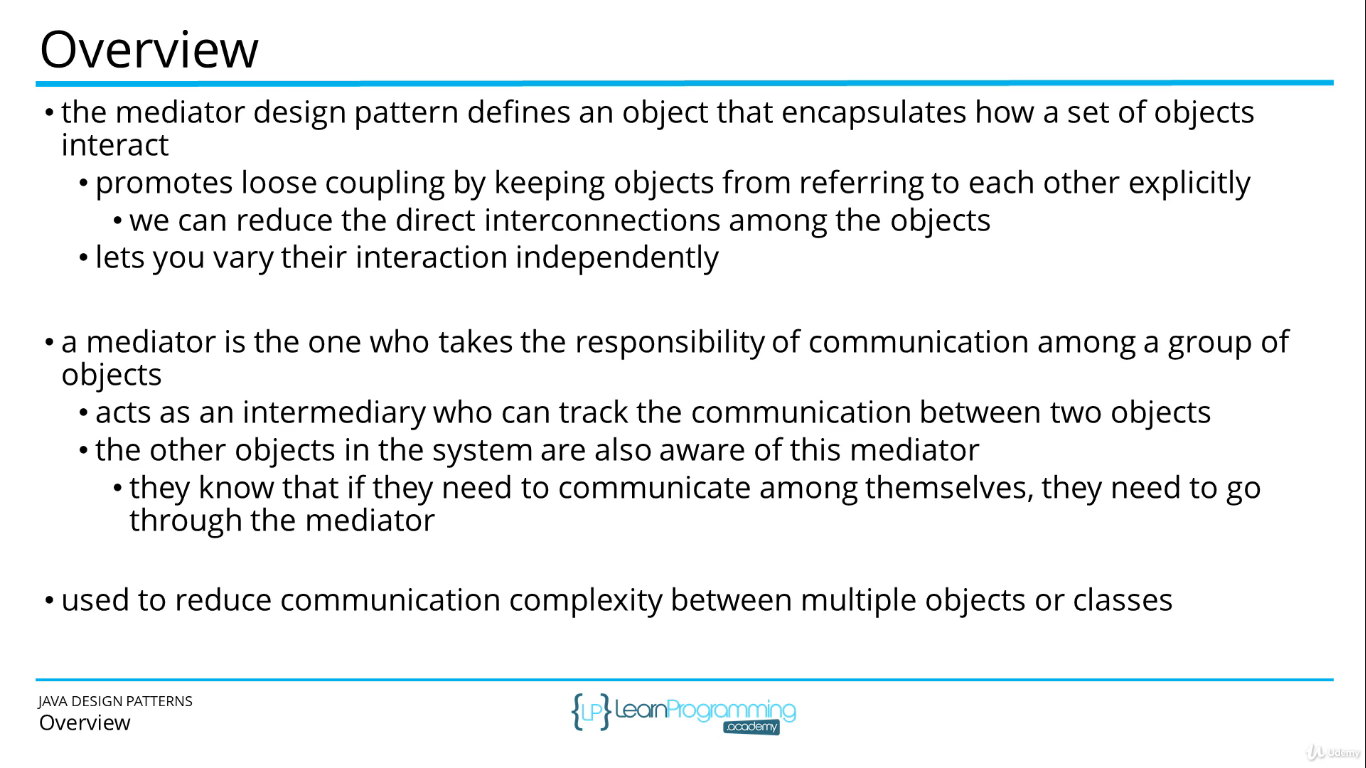 Overview
• the mediator design pattern defines an object that encapsulates how a set of objects
interact
• promotes loose coupling by keeping objects from referring to each other explicitly
• we can reduce the direct interconnections among the objects
• lets you vary their interaction independently
• a mediator is the one who takes the responsibility of communication among a group of
objects
• acts as an intermediary who can track the communication between two objects
• the other objects in the system are also aware of this mediator
• they know that if they need to communicate among themselves, they need to go
through the mediator
• used to reduce communication complexity between multiple objects or classes
JAVA DESIGN PATTERNS
Overview
{LP} LearnProgramming
.academy
Udemy